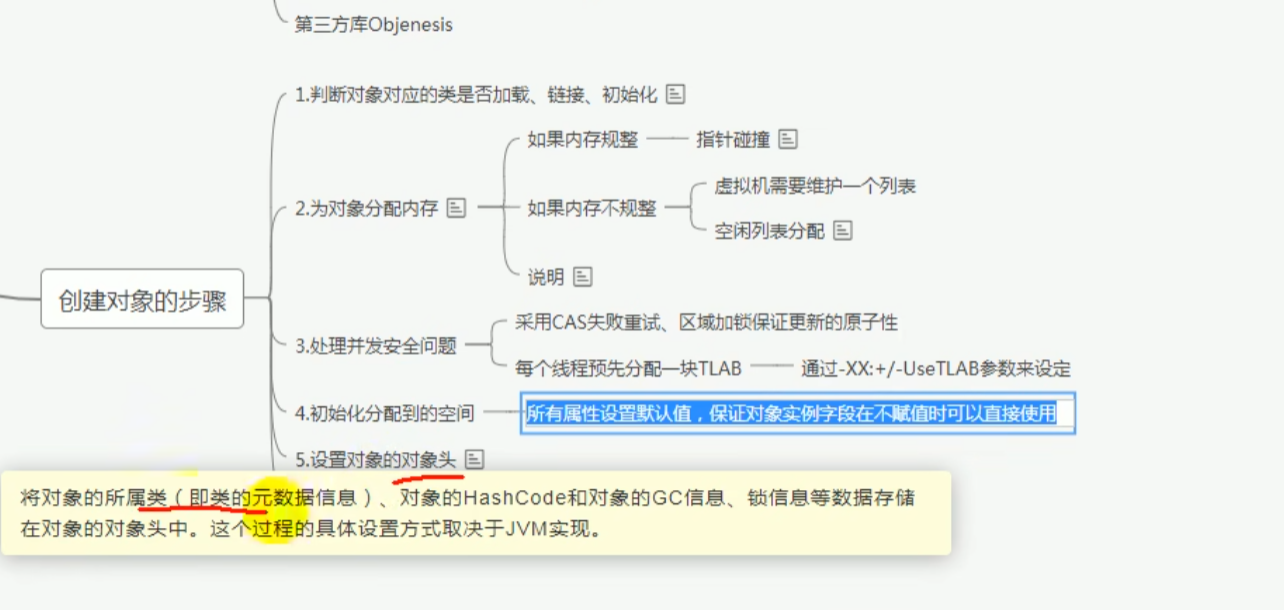 第三方库Objenesis
1.判断对象对应的类是否加载、链接、初始化
如果内存规整
指针碰撞
2.为对象分配内存
如果内存不规整
虚拟机需要维护一个列表
空闲列表分配
说明
创建对象的步骤
3.处理并发安全问题
采用CAS失败重试、区域加锁保证更新的原子性
每个线程预先分配一块TLAB
通过-XX:+/-UseTLAB参数来设定
4.初始化分配到的空间
所有属性设置默认值，保证对象实例字段在不赋值时可以直接使用
5.设置对象的对象头
将对象的所属类（即类的元数据信息）、对象的HashCode和对象的GC信息、锁信息等数据存储
在对象的对象头中。这个过程的具体设置方式取决于JVM实现。